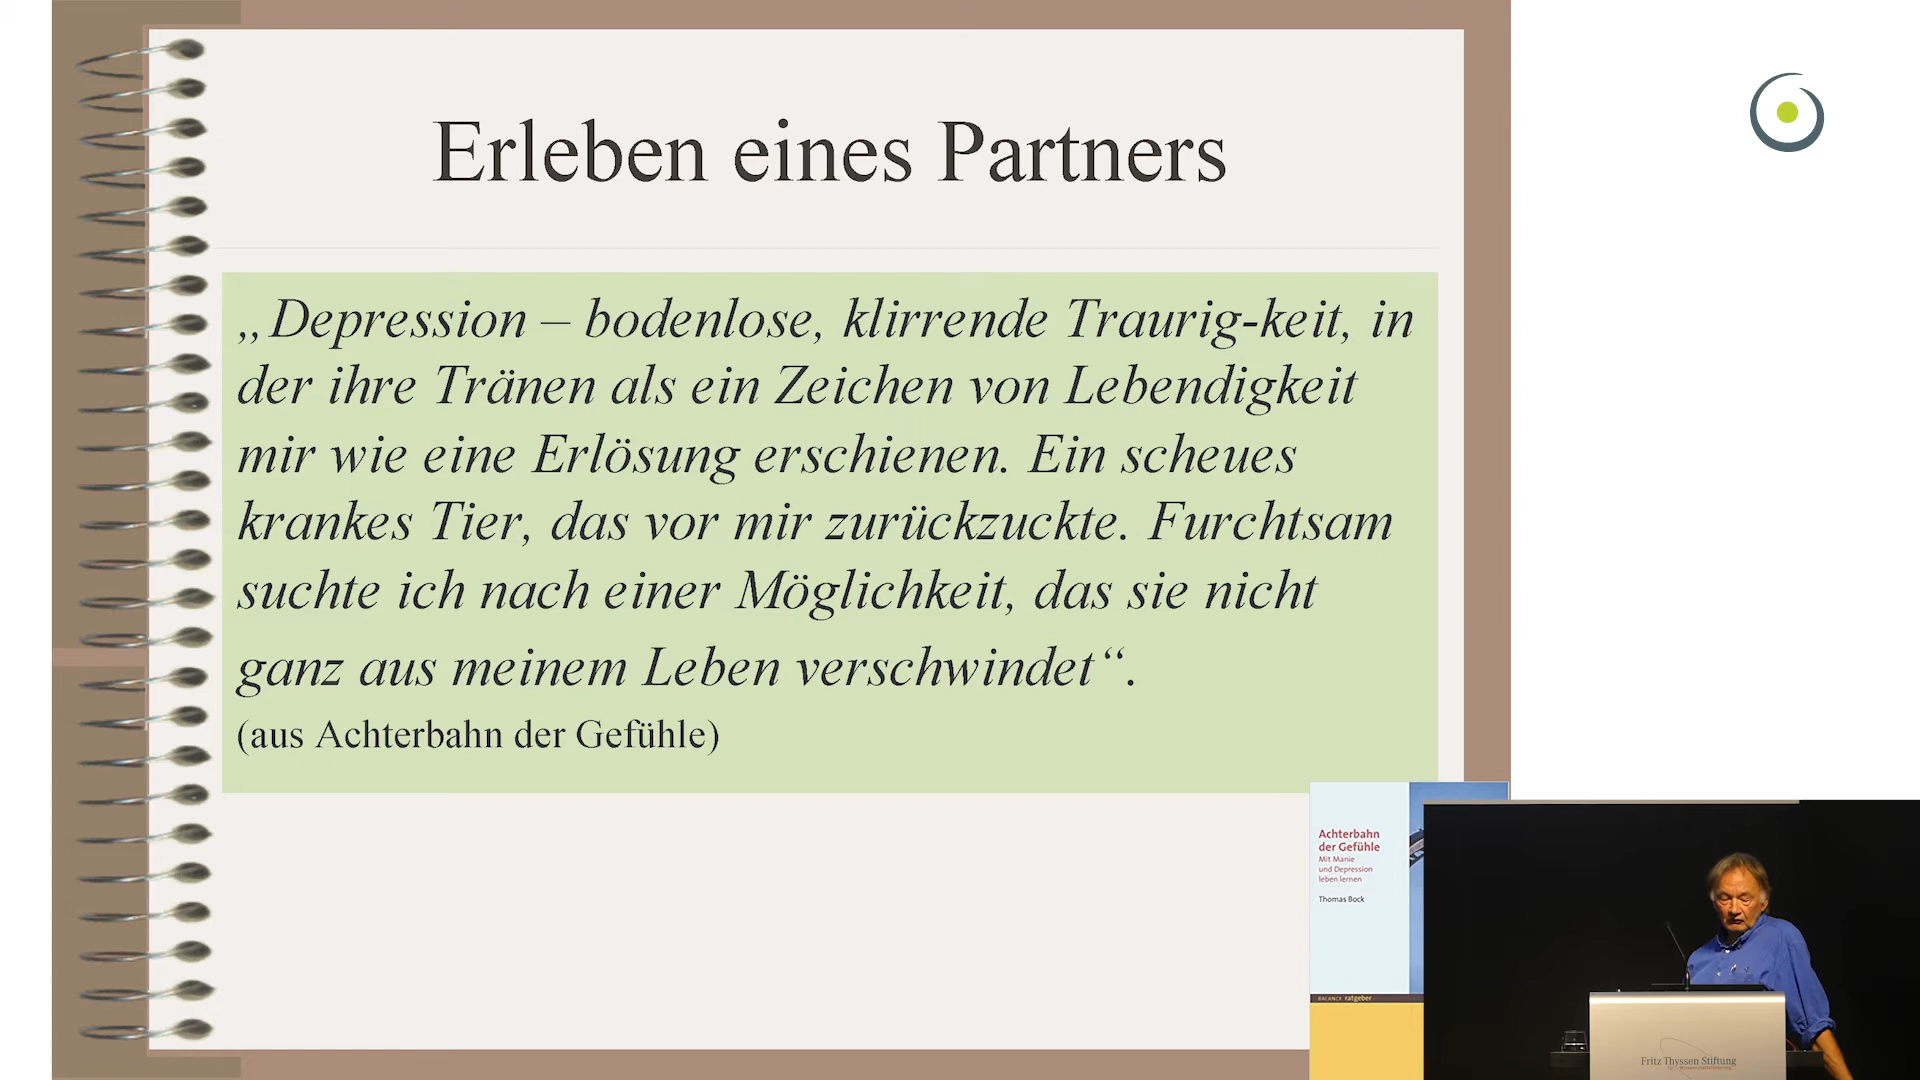 Erleben eines Partners
„Depression – bodenlose, klirrende Traurig-keit, in
der ihre Tränen als ein Zeichen von Lebendigkeit
mir wie eine Erlösung erschienen. Ein scheues
krankes Tier, das vor mir zurückzuckte. Furchtsam
suchte ich nach einer Möglichkeit, das sie nicht
ganz aus meinem Leben verschwindet“.
(aus Achterbahn der Gefühle)
Achterbahn
der Gefühle
Mit Manie
und Depression
leben lernen
Thomas Bock
BALANCE ratgeber
Fritz Thyssen Stiftung